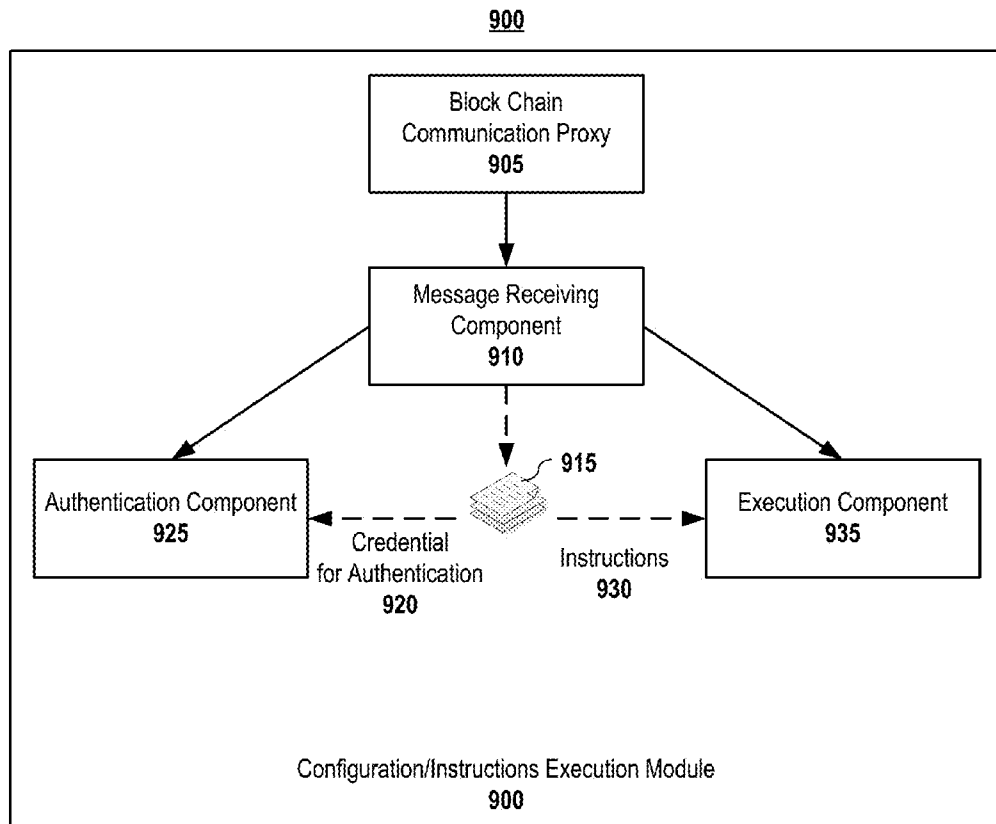 900
Block Chain
Communication Proxy
905
Message Receiving
Component
910
915
Authentication Component
925
Credential
for Authentication
920
Instructions
930
Execution Component
935
Configuration/Instructions Execution Module
900